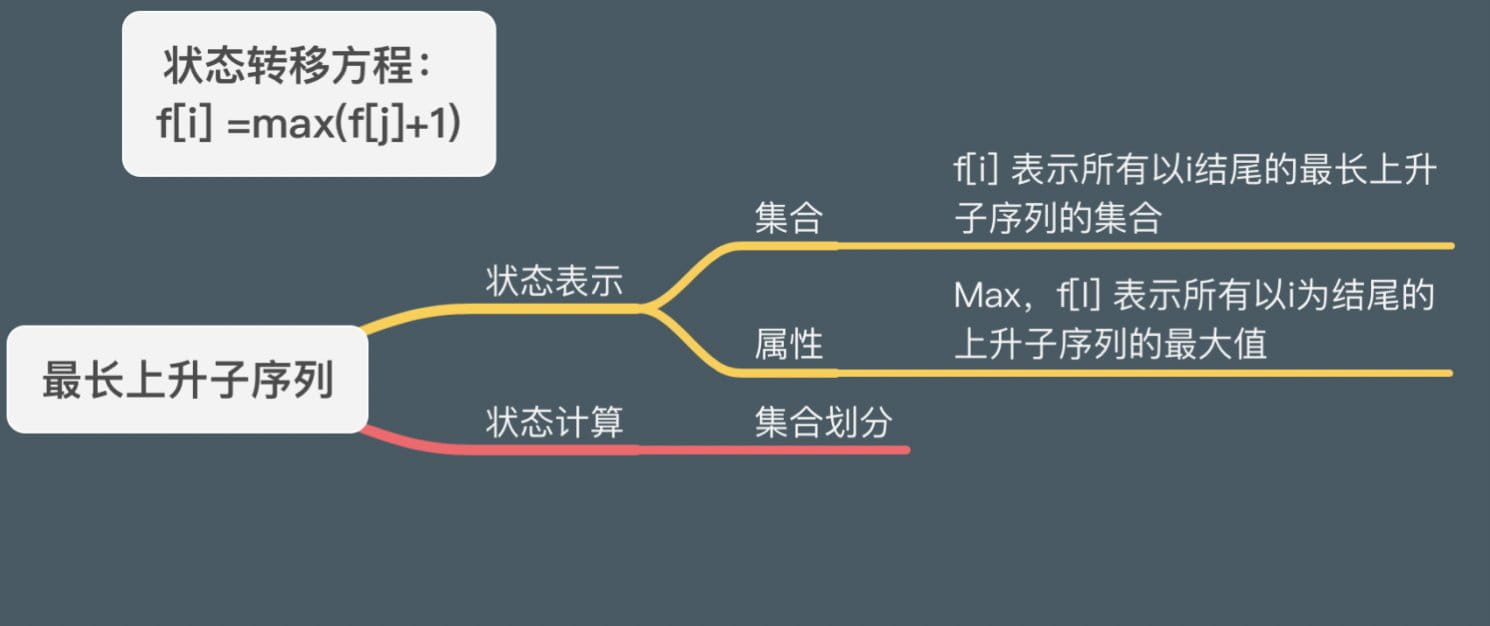 状态转移方程：
f[i] =max(f[j]+1)
f[i] 表示所有以i结尾的最长上升
子序列的集合
集合
状态表示
Max，f[I] 表示所有以i为结尾的
上升子序列的最大值
属性
最长上升子序列
状态计算
集合划分